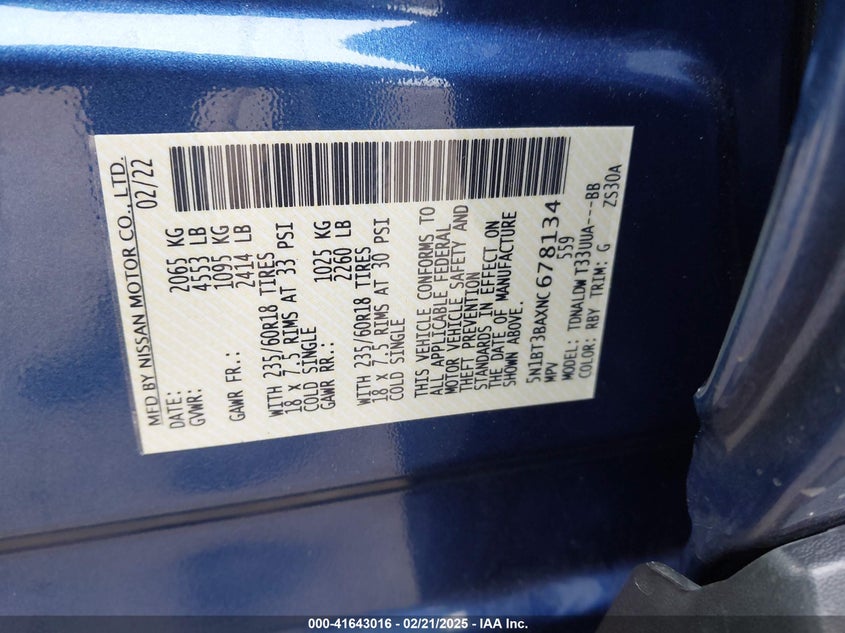 MFD BY NISSAN MOTOR CO., LTD.
DATE: 02/22
GVWR: 2065 KG
4553 LB
GAWR FR.: 1095 KG
2414 LB
WITH 235/60R18 TIRES
18 X 7.5 RIMS AT 33 PSI
COLD SINGLE
GAWR RR.: 1025 KG
2260 LB
WITH 235/60R18 TIRES
18 X 7.5 RIMS AT 30 PSI
COLD SINGLE
THIS VEHICLE CONFORMS TO
ALL APPLICABLE FEDERAL
MOTOR VEHICLE SAFETY AND
THEFT PREVENTION
STANDARDS IN EFFECT ON
THE DATE OF MANUFACTURE
SHOWN ABOVE.
5N1BT3BAXNC678134
MPV 559
MODEL: TDNALDW T33UUA---BB
COLOR: RBY TRIM: G ZS30A
000-41643016 - 02/21/2025 - IAA Inc.